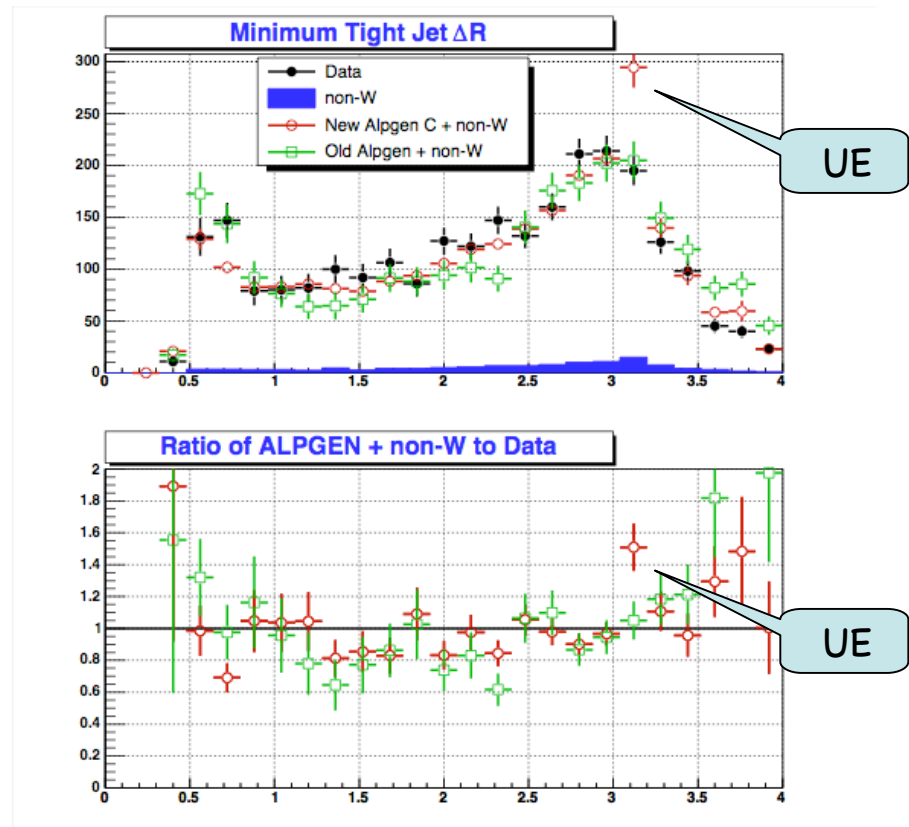 Minimum Tight Jet ΔR
300
250
200
150
100
50
0
Data
non-W
New Alpgen C + non-W
Old Alpgen + non-W
UE
0 0.5 1 1.5 2 2.5 3 3.5 4
Ratio of ALPGEN + non-W to Data
2
1.8
1.6
1.4
1.2
1
0.8
0.6
0.4
0.2
0
UE
0 0.5 1 1.5 2 2.5 3 3.5 4